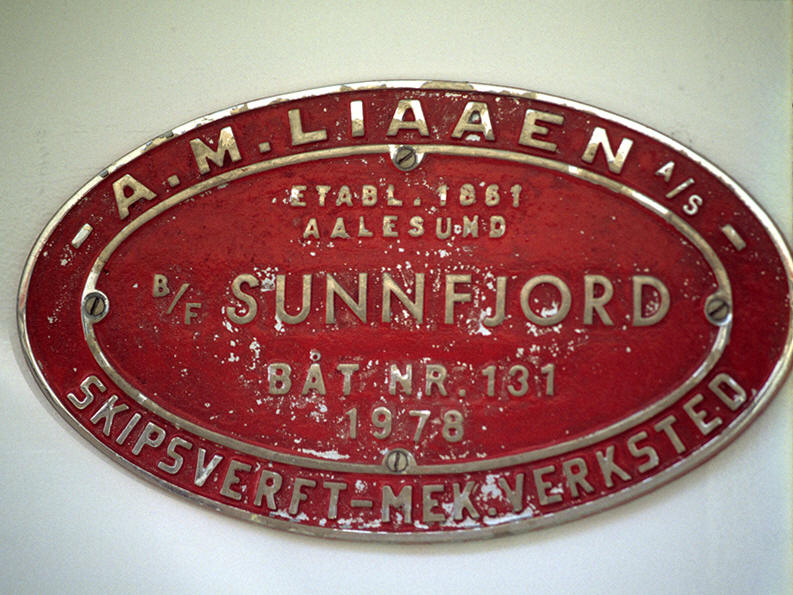 - A. M. LIAAEN A/S -
ETABL. 1861
AALESUND
B/F SUNNFJORD
BÅT NR. 131
1978
SKIPSVERFT-MEK. VERKSTED